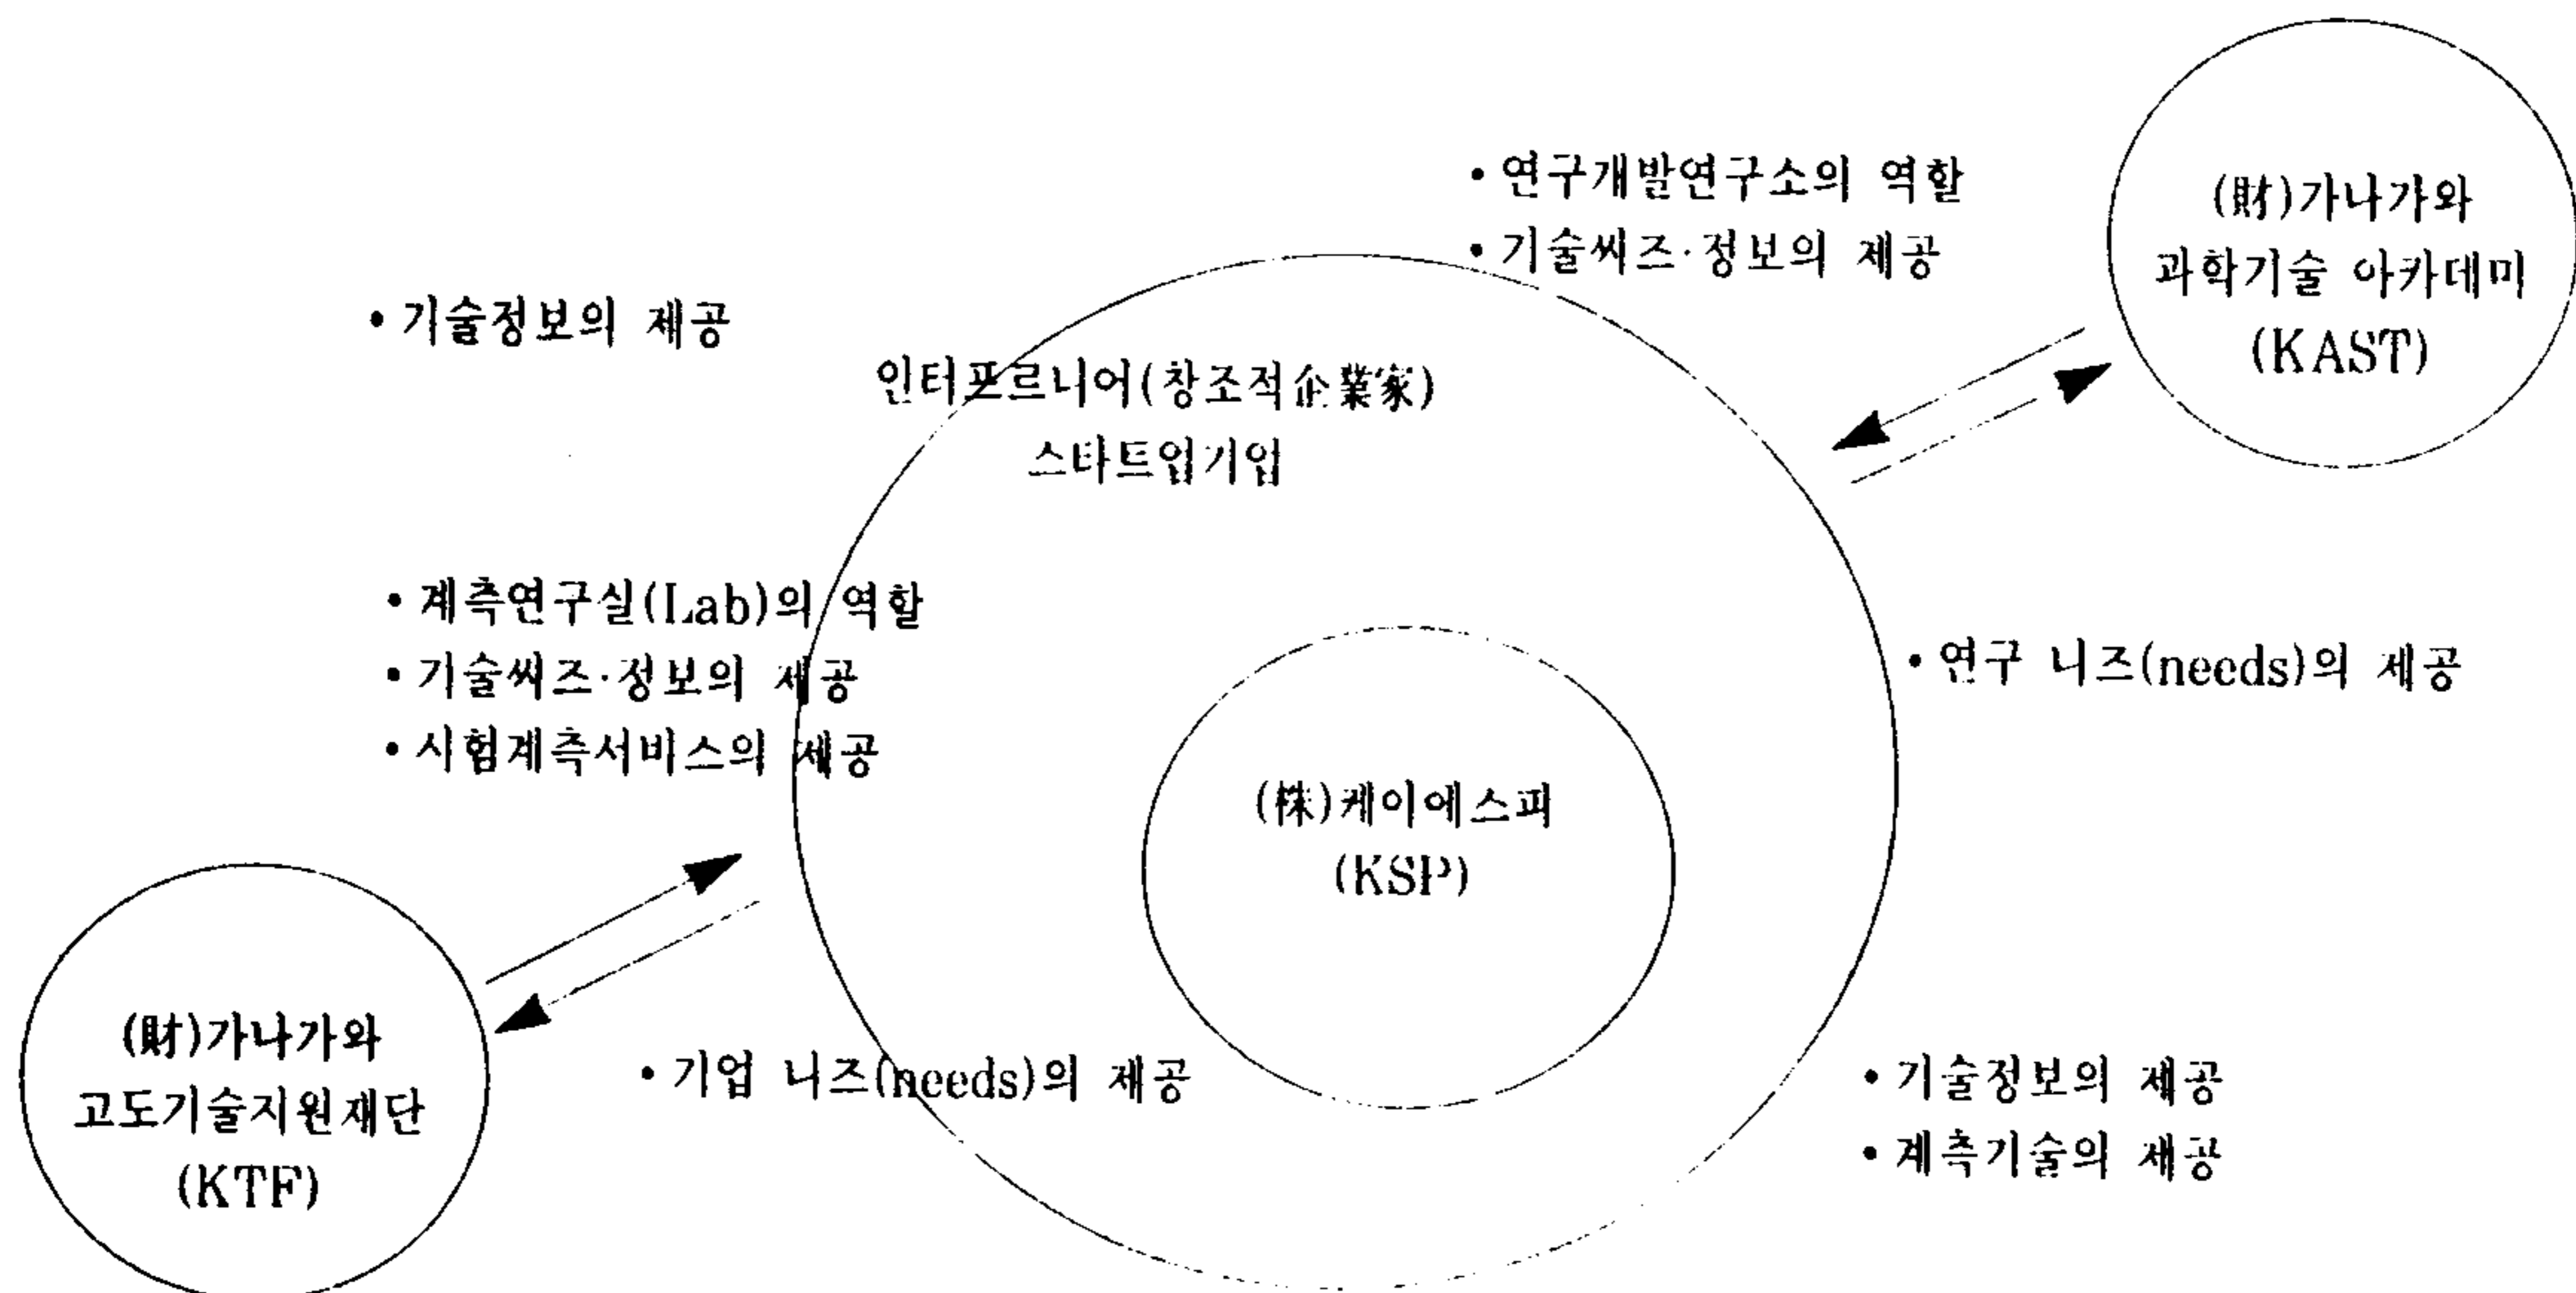 • 연구개발연구소의 역할
• 기술씨즈·정보의 제공
(財)가나가와
과학기술 아카데미
(KAST)
• 기술정보의 제공
인터프르니어(창조적企業家)
스타트업기업
• 계측연구실(Lab)의 역할
• 기술씨즈·정보의 제공
• 시험계측서비스의 제공
• 연구 니즈(needs)의 제공
(株)케이에스피
(KSP)
(財)가나가와
고도기술지원재단
(KTF)
• 기업 니즈(needs)의 제공
• 기술정보의 제공
• 계측기술의 제공